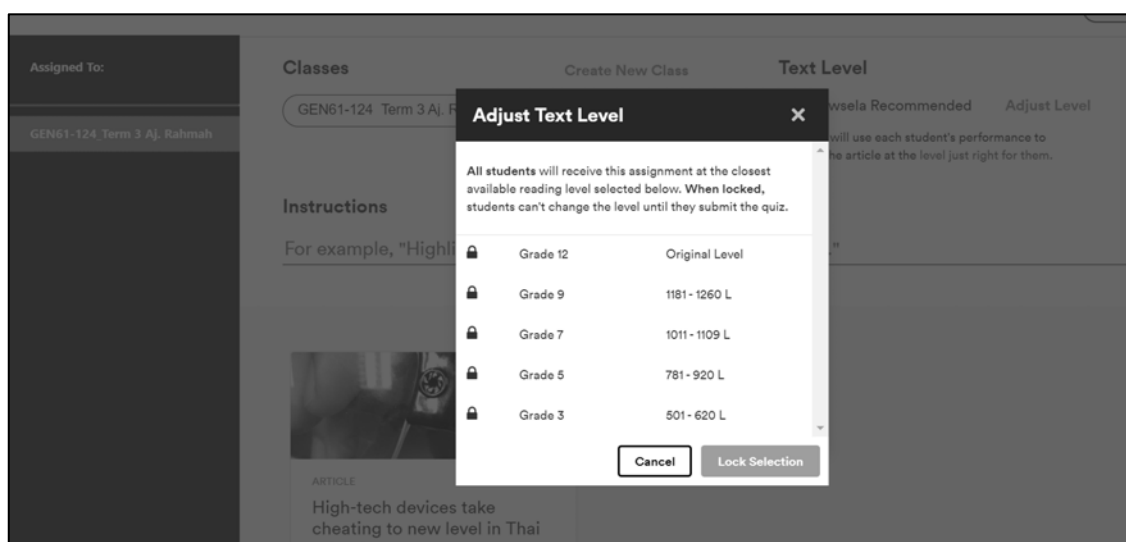 Assigned To:
GEN61-124_Term 3 Aj. Rahmah
Classes
Create New Class
GEN61-124_Term 3 Aj. R
Text Level
wsela Recommended
Adjust Level
will use each student's performance to
he article at the level just right for them.
Instructions
For example, "Highli
."
Adjust Text Level
All students will receive this assignment at the closest
available reading level selected below. When locked,
students can't change the level until they submit the quiz.
Grade 12 Original Level
Grade 9 1181 - 1260 L
Grade 7 1011 - 1109 L
Grade 5 781 - 920 L
Grade 3 501 - 620 L
Cancel Lock Selection
ARTICLE
High-tech devices take
cheating to new level in Thai